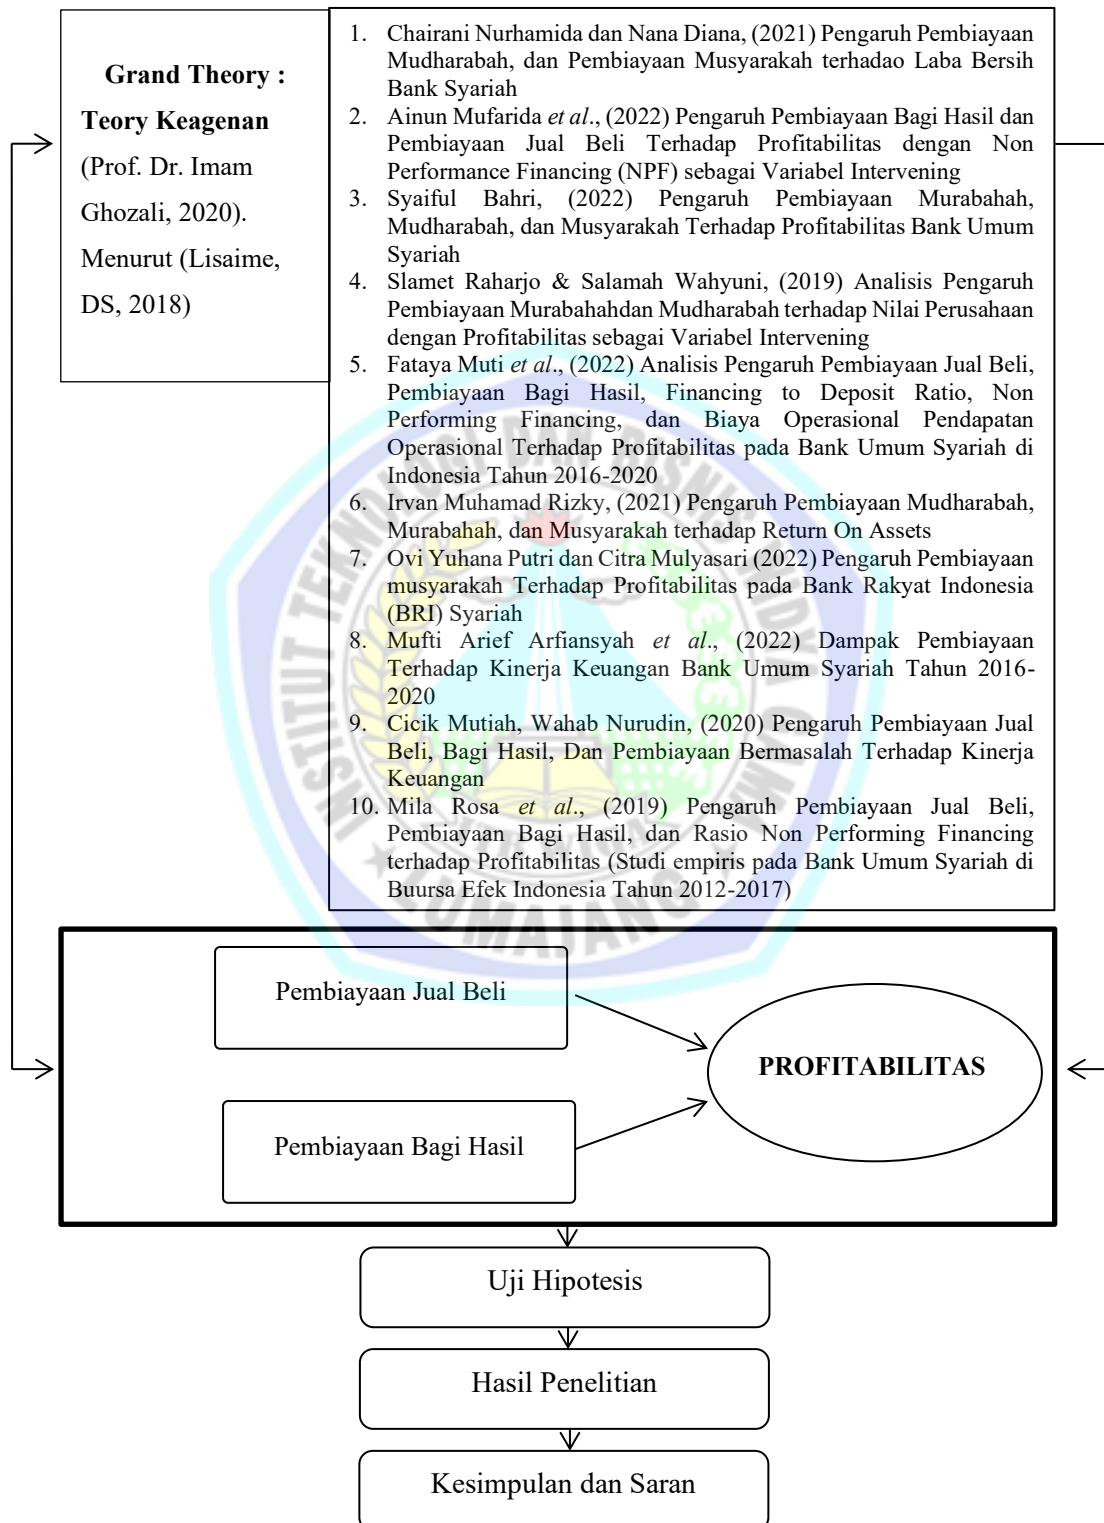 Grand Theory :
Teory Keagenan
(Prof. Dr. Imam
Ghozali, 2020).
Menurut (Lisaime,
DS, 2018)
1. Chairani Nurhamida dan Nana Diana, (2021) Pengaruh Pembiayaan
Mudharabah, dan Pembiayaan Musyarakah terhadao Laba Bersih
Bank Syariah
2. Ainun Mufarida et al., (2022) Pengaruh Pembiayaan Bagi Hasil dan
Pembiayaan Jual Beli Terhadap Profitabilitas dengan Non
Performance Financing (NPF) sebagai Variabel Intervening
3. Syaiful Bahri, (2022) Pengaruh Pembiayaan Murabahah,
Mudharabah, dan Musyarakah Terhadap Profitabilitas Bank Umum
Syariah
4. Slamet Raharjo & Salamah Wahyuni, (2019) Analisis Pengaruh
Pembiayaan Murabahahdan Mudharabah terhadap Nilai Perusahaan
dengan Profitabilitas sebagai Variabel Intervening
5. Fataya Muti et al., (2022) Analisis Pengaruh Pembiayaan Jual Beli,
Pembiayaan Bagi Hasil, Financing to Deposit Ratio, Non
Performing Financing, dan Biaya Operasional Pendapatan
Operasional Terhadap Profitabilitas pada Bank Umum Syariah di
Indonesia Tahun 2016-2020
6. Irvan Muhamad Rizky, (2021) Pengaruh Pembiayaan Mudharabah,
Murabahah, dan Musyarakah terhadap Return On Assets
7. Ovi Yuhana Putri dan Citra Mulyasari (2022) Pengaruh Pembiayaan
musyarakah Terhadap Profitabilitas pada Bank Rakyat Indonesia
(BRI) Syariah
8. Mufti Arief Arfiansyah et al., (2022) Dampak Pembiayaan
Terhadap Kinerja Keuangan Bank Umum Syariah Tahun 2016-
2020
9. Cicik Mutiah, Wahab Nurudin, (2020) Pengaruh Pembiayaan Jual
Beli, Bagi Hasil, Dan Pembiayaan Bermasalah Terhadap Kinerja
Keuangan
10. Mila Rosa et al., (2019) Pengaruh Pembiayaan Jual Beli,
Pembiayaan Bagi Hasil, dan Rasio Non Performing Financing
terhadap Profitabilitas (Studi empiris pada Bank Umum Syariah di
Buursa Efek Indonesia Tahun 2012-2017)
INSTITUT TEKNOLOGI DAN BISNIS WIDYA GAMA
LUMAJANG
Pembiayaan Jual Beli
PROFITABILITAS
Pembiayaan Bagi Hasil
Uji Hipotesis
Hasil Penelitian
Kesimpulan dan Saran